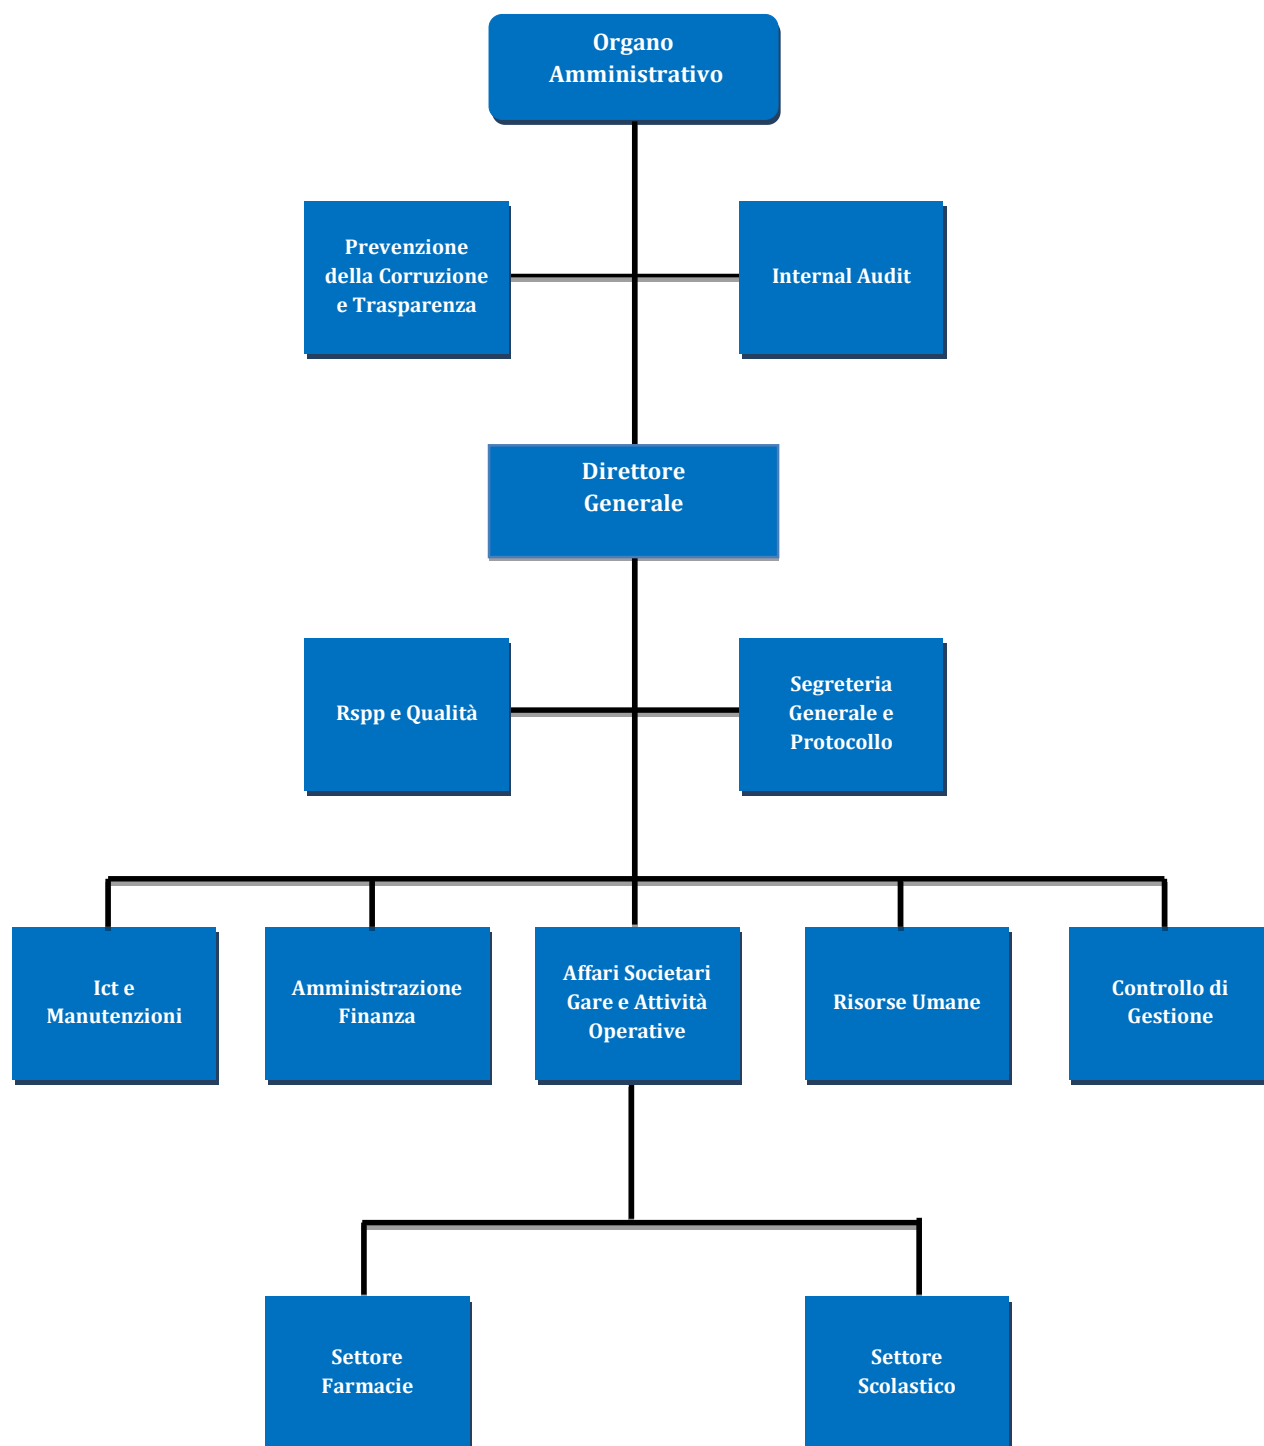 Organo
Amministrativo
Prevenzione
della Corruzione
e Trasparenza
Internal Audit
Direttore
Generale
Rspp e Qualità
Segreteria
Generale e
Protocollo
Ict e
Manutenzioni
Amministrazione
Finanza
Affari Societari
Gare e Attività
Operative
Risorse Umane
Controllo di
Gestione
Settore
Farmacie
Settore
Scolastico